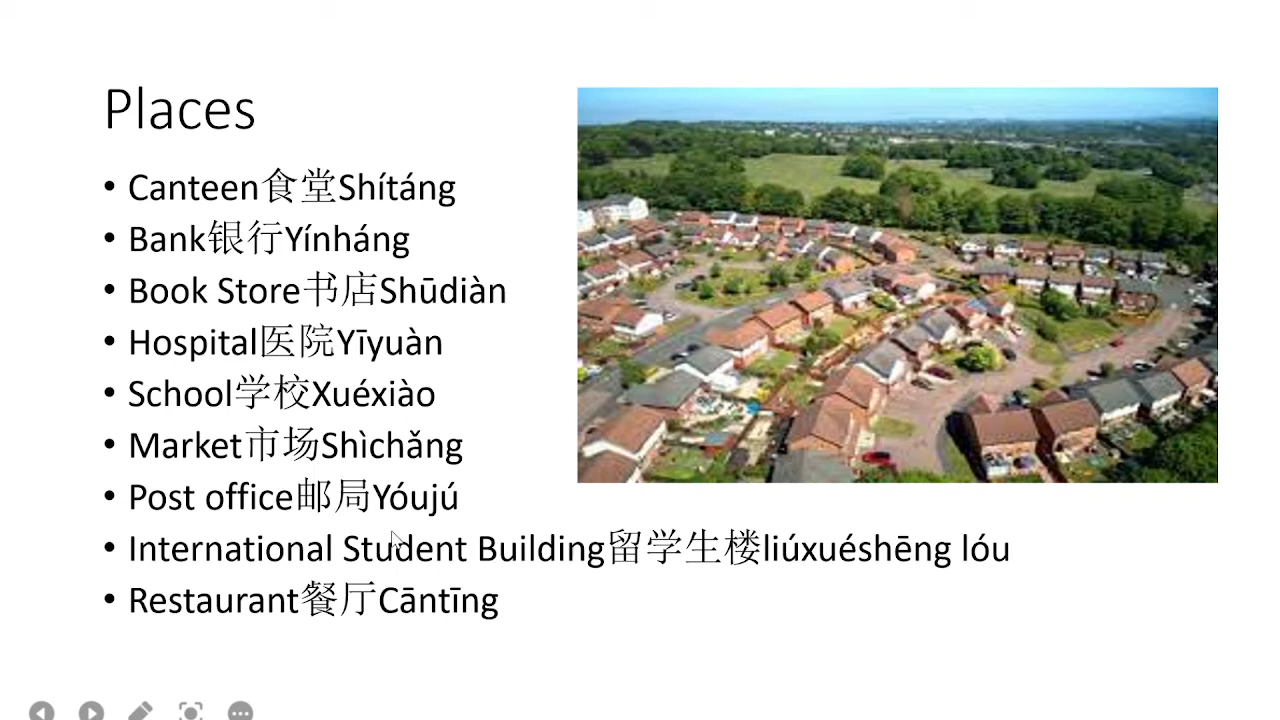 Places
• Canteen食堂Shítáng
• Bank银行Yínháng
• Book Store书店Shūdiàn
• Hospital医院Yīyuàn
• School学校Xuéxiào
• Market市场Shìchǎng
• Post office邮局Yóujú
• International Student Building留学生楼liúxuéshēng lóu
• Restaurant餐厅Cāntīng